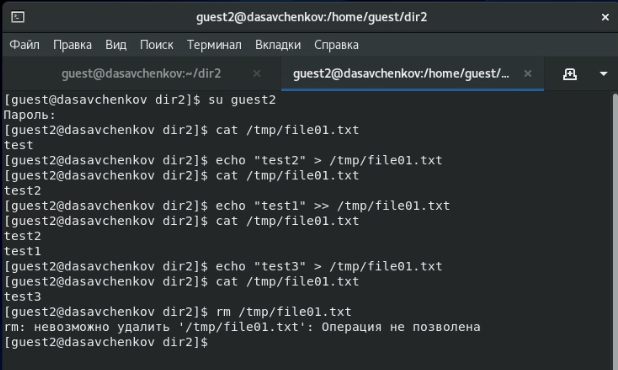 guest2@dasavchenkov:/home/guest/dir2
Файл Правка Вид Поиск Терминал Вкладки Справка
guest@dasavchenkov:~/dir2 guest2@dasavchenkov:/home/guest/...
[guest@dasavchenkov dir2]$ su guest2
Пароль:
[guest2@dasavchenkov dir2]$ cat /tmp/file01.txt
test
[guest2@dasavchenkov dir2]$ echo "test2" > /tmp/file01.txt
[guest2@dasavchenkov dir2]$ cat /tmp/file01.txt
test2
[guest2@dasavchenkov dir2]$ echo "test1" >> /tmp/file01.txt
[guest2@dasavchenkov dir2]$ cat /tmp/file01.txt
test2
test1
[guest2@dasavchenkov dir2]$ echo "test3" > /tmp/file01.txt
[guest2@dasavchenkov dir2]$ cat /tmp/file01.txt
test3
[guest2@dasavchenkov dir2]$ rm /tmp/file01.txt
rm: невозможно удалить '/tmp/file01.txt': Операция не позволена
[guest2@dasavchenkov dir2]$